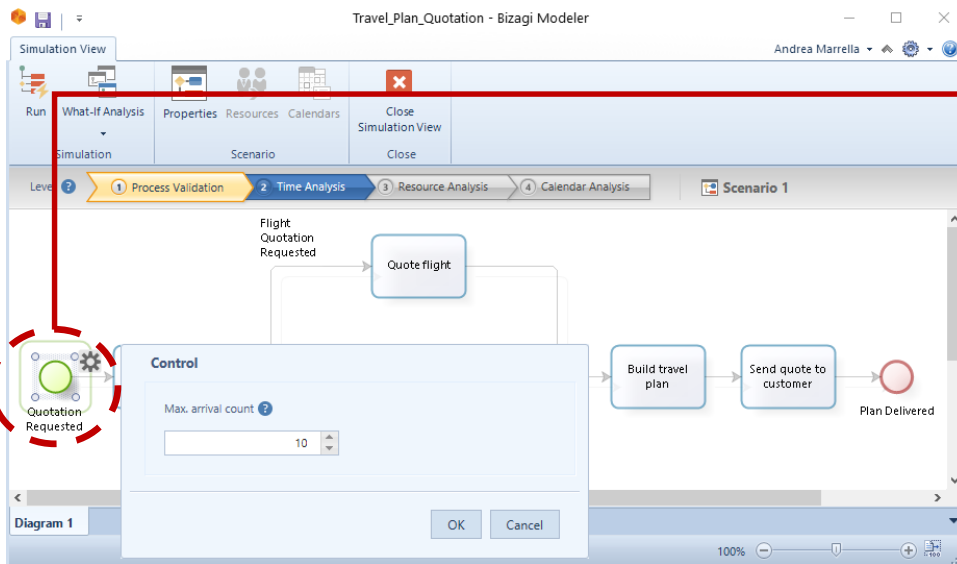 Travel_Plan_Quotation - Bizagi Modeler
Simulation View
Andrea Marrella
Run
What-If Analysis
Properties
Resources
Calendars
Close
Simulation View
Simulation
Scenario
Close
Leve
?
1 Process Validation
2 Time Analysis
3 Resource Analysis
4 Calendar Analysis
Scenario 1
Flight
Quotation
Requested
Quote flight
Control
Max. arrival count ?
10
OK
Cancel
Quotation
Requested
Build travel
plan
Send quote to
customer
Plan Delivered
Diagram 1
100%